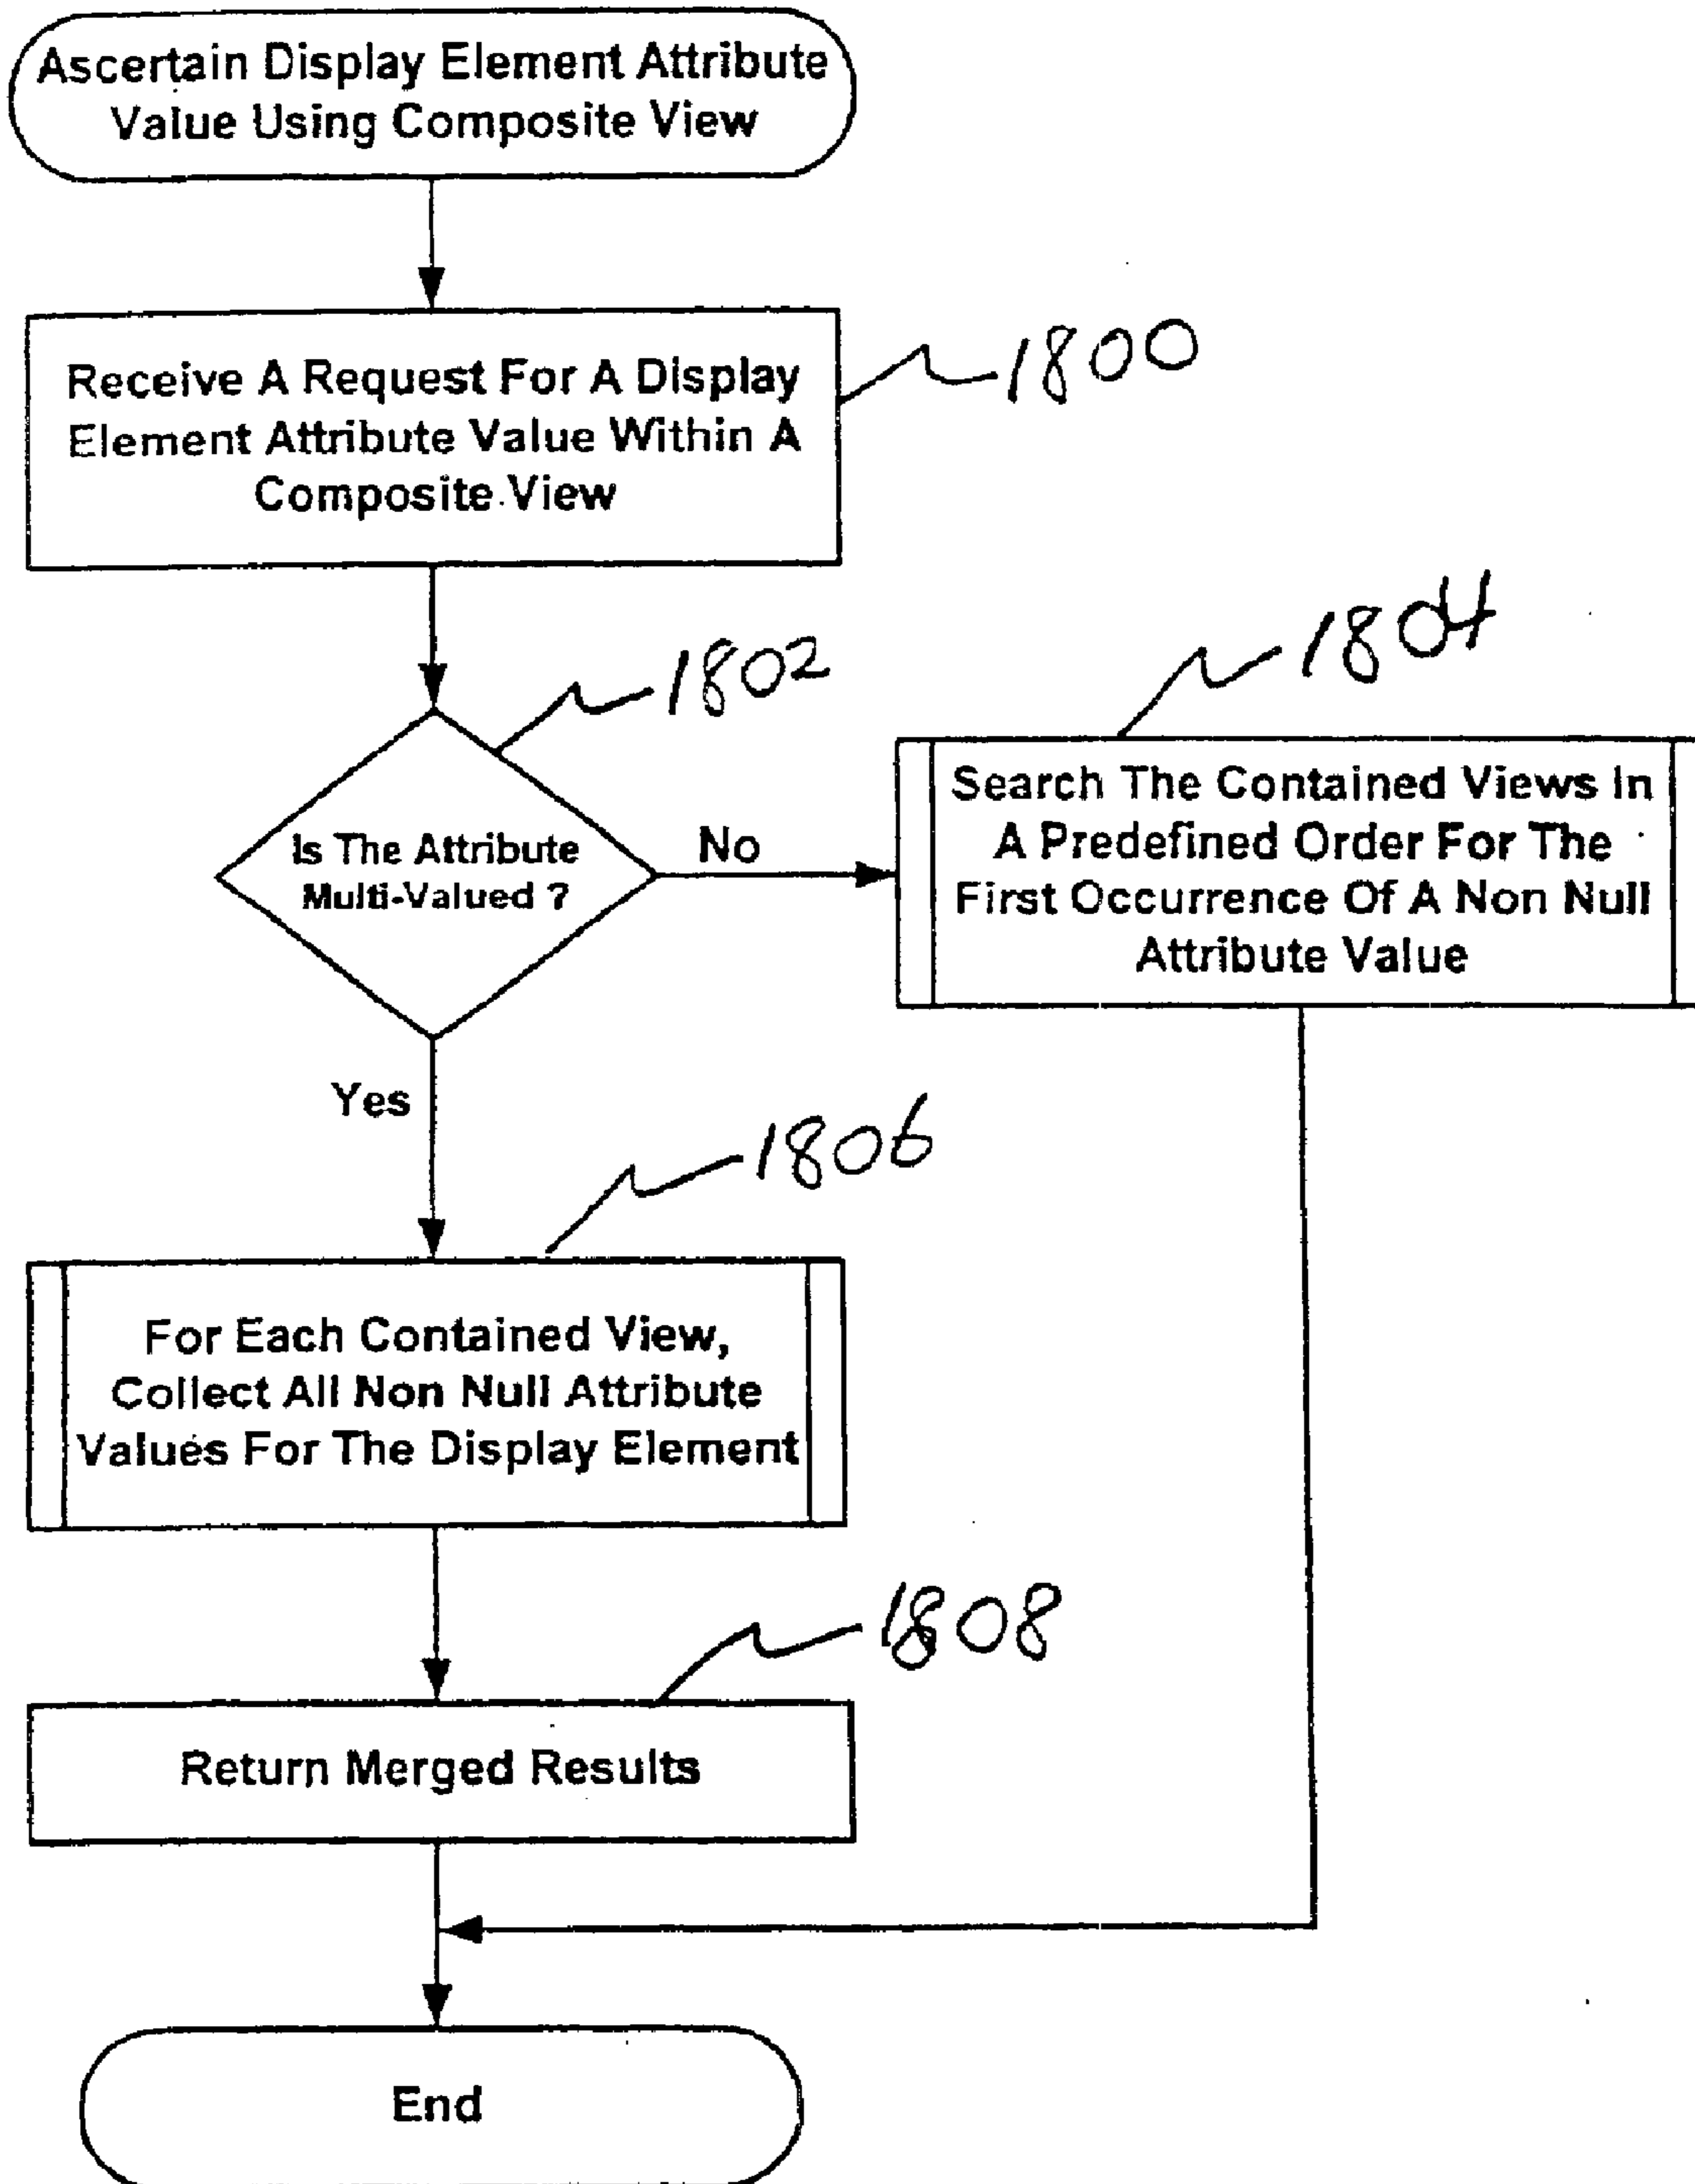 Ascertain Display Element Attribute
Value Using Composite View
Receive A Request For A Display
Element Attribute Value Within A
Composite View
1800
1802
Is The Attribute
Multi-Valued ?
No
1804
Search The Contained Views In
A Predefined Order For The
First Occurrence Of A Non Null
Attribute Value
Yes
1806
For Each Contained View,
Collect All Non Null Attribute
Values For The Display Element
1808
Return Merged Results
End